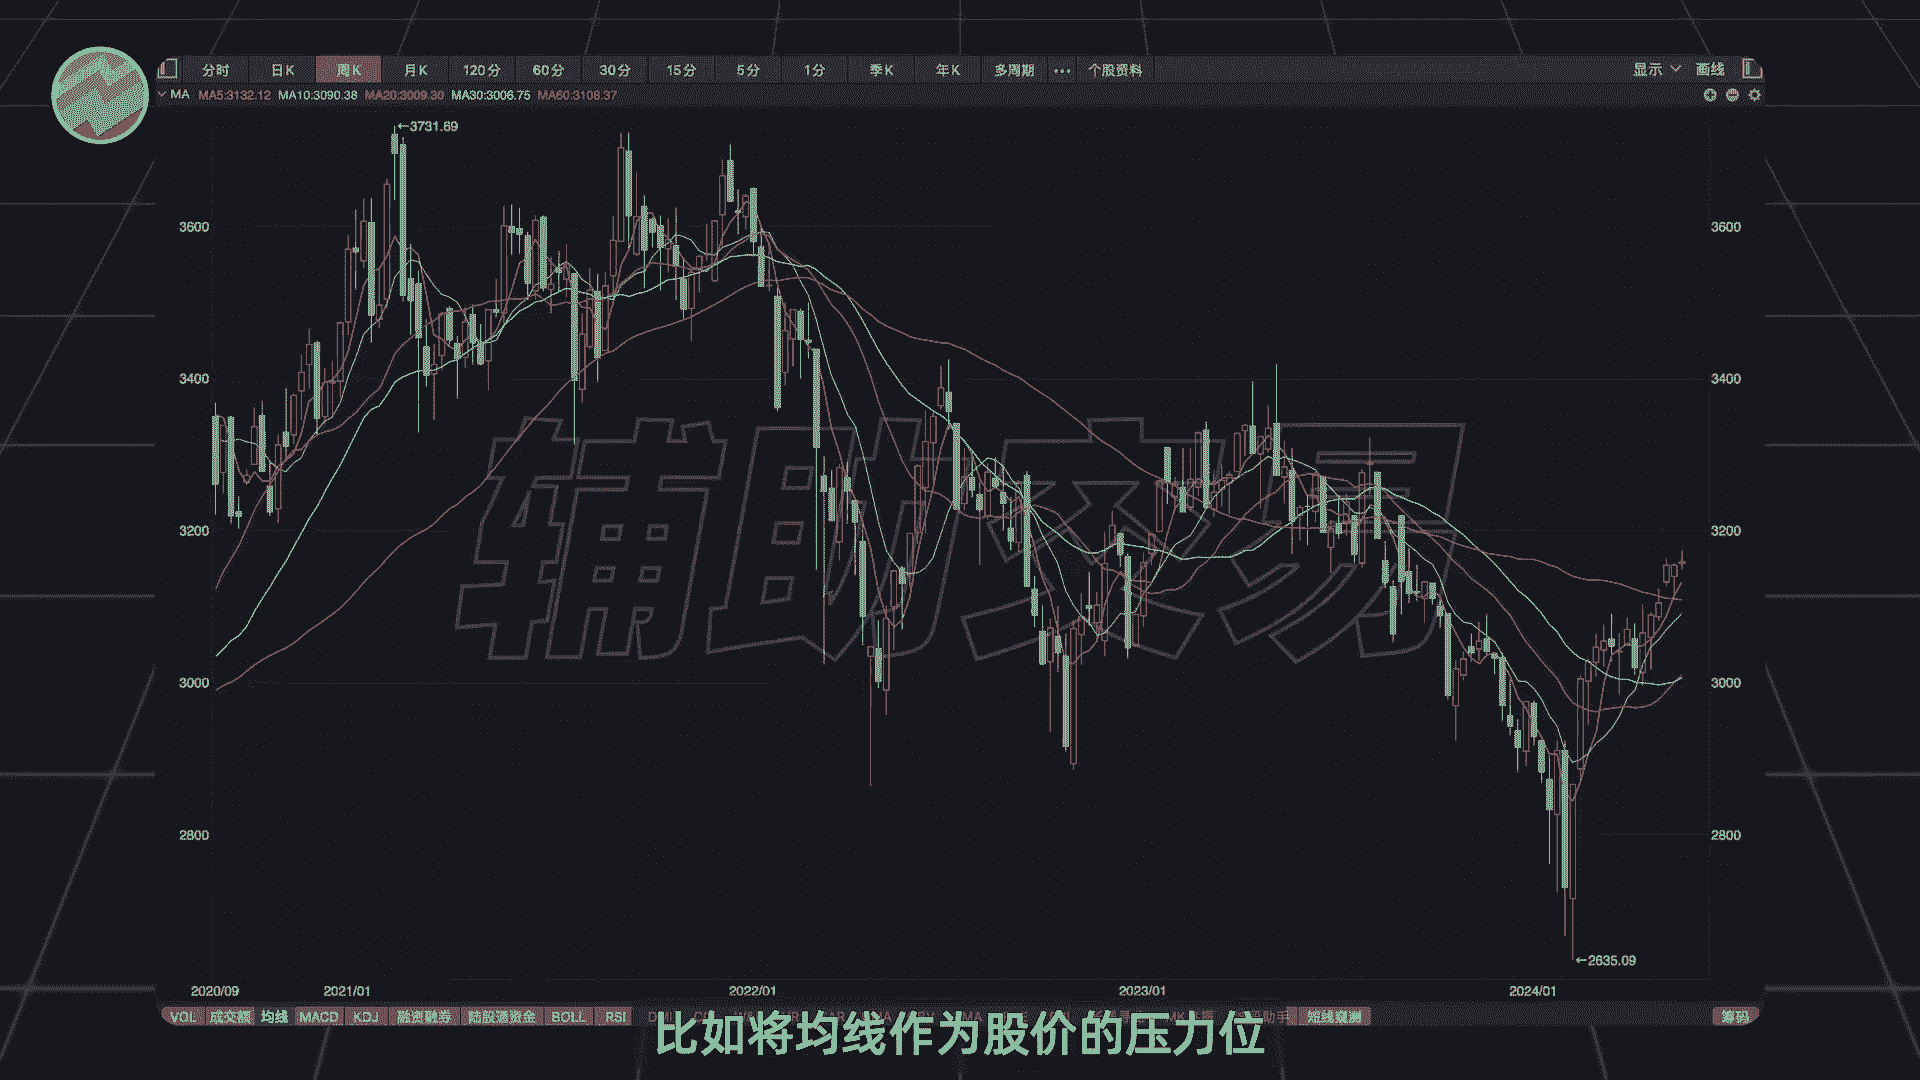 分时 日K 周K 月K 120分 60分 30分 15分 5分 1分 季K 年K 多周期 ••• 个股资料 显示 画线
MA MA5:3132.12 MA10:3090.38 MA20:3009.30 MA30:3006.75 MA60:3108.37
←3731.69
3600 3600
3400 3400
辅助交易
3200 3200
3000 3000
2800 2800
←2635.09
2020/09 2021/01 2022/01 2023/01 2024/01
VOL 成交额 均线 MACD KDJ 融资融券 陆股通资金 BOLL RSI 短线窥测 筹码
比如将均线作为股价的压力位